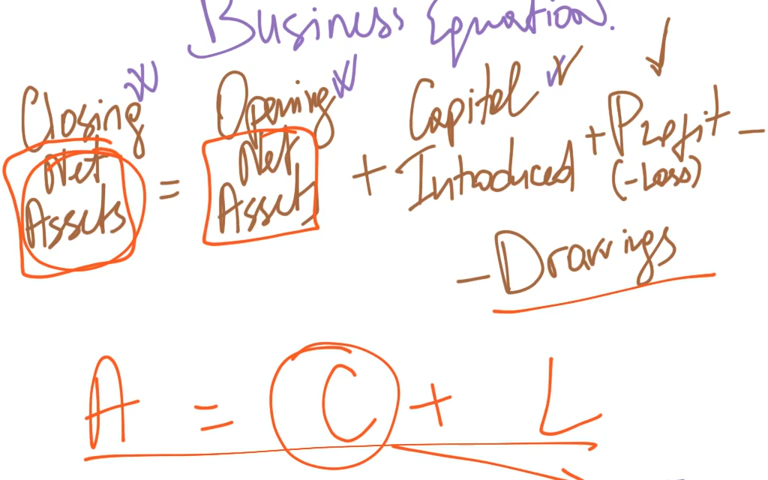 Business Equation.
Closing Net Assets = Opening Net Assets + Capital Introduced + Profit (-Loss) -
- Drawings
A = C + L